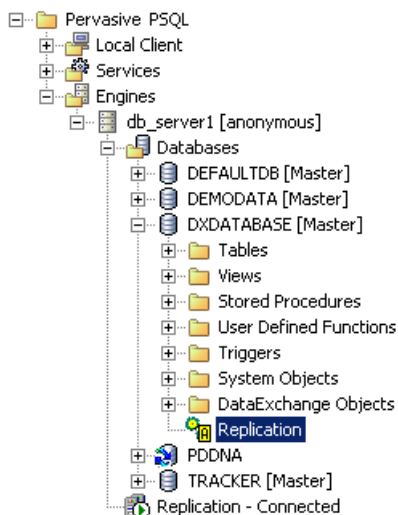 Pervasive PSQL
Local Client
Services
Engines
db_server1 [anonymous]
Databases
DEFAULTDB [Master]
DEMODATA [Master]
DXDATABASE [Master]
Tables
Views
Stored Procedures
User Defined Functions
Triggers
System Objects
DataExchange Objects
A Replication
PDDNA
TRACKER [Master]
Replication - Connected